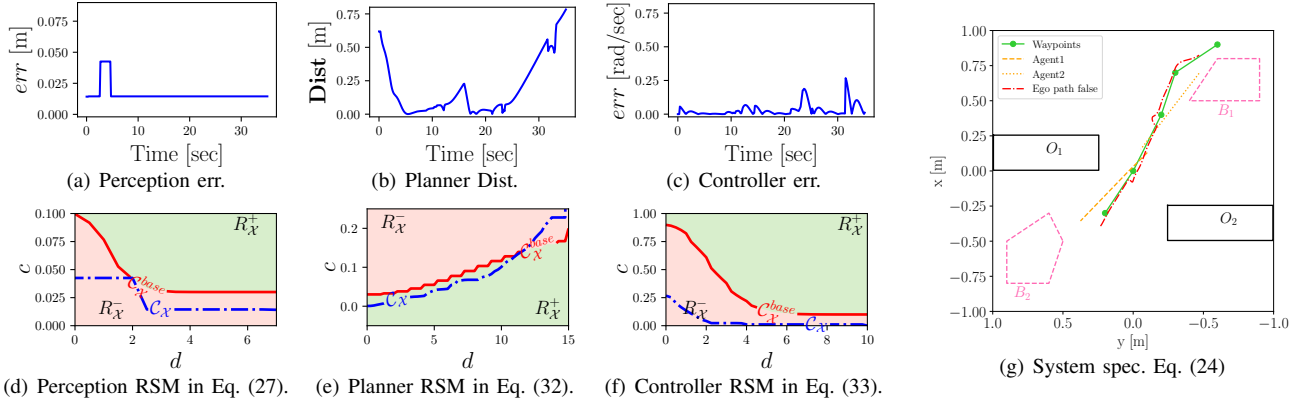 0.075
0.050
0.025
0.000
err [m]
0
10
20
30
Time [sec]
(a) Perception err.
0.75
0.50
0.25
0.00
Dist [m]
0
10
20
30
Time [sec]
(b) Planner Dist.
0.75
0.50
0.25
0.00
err [rad/sec]
0
10
20
30
Time [sec]
(c) Controller err.
0.100
0.075
0.050
0.025
0.000
c
R_X^+
C_X^base
R_X^-
C_X
0
2
4
6
d
(d) Perception RSM in Eq. (27).
0.2
0.1
0.0
c
R_X^-
C_X^base
C_X
R_X^+
0
5
10
15
d
(e) Planner RSM in Eq. (32).
1.00
0.75
0.50
0.25
0.00
c
R_X^+
C_X^base
R_X^-
C_X
0
2
4
6
8
10
d
(f) Controller RSM in Eq. (33).
1.00
0.75
0.50
0.25
0.00
−0.25
−0.50
−0.75
−1.00
x [m]
Waypoints
Agent1
Agent2
Ego path false
B_1
O_1
O_2
B_2
1.0
0.5
0.0
−0.5
−1.0
y [m]
(g) System spec. Eq. (24)